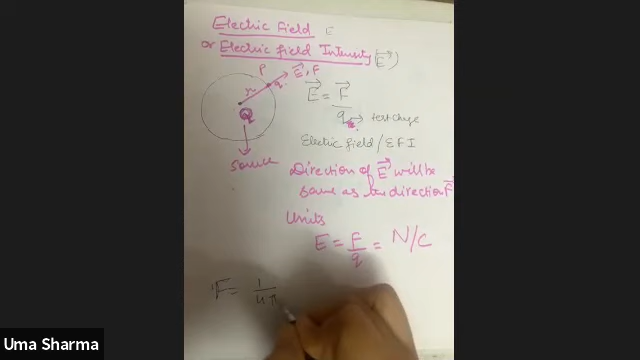 Electric Field E
or Electric field Intensity (E)
P
E, F
r
q.
Q
Source
E = F
q. → test charge
Electric field / E F I
Direction of E will be
same as the direction F
Units
E = F = N/C
q
F = 1
4π
Uma Sharma